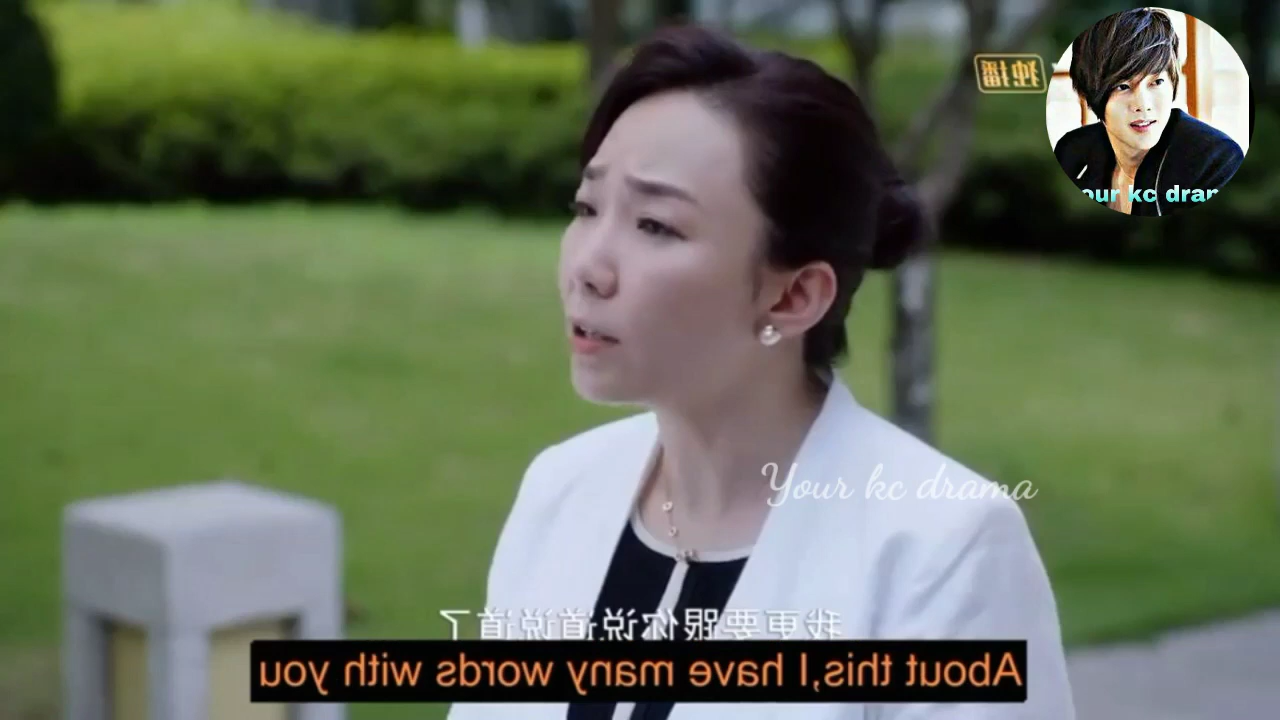 独播
our kc drar
Your kc drama
我更要跟你说道说道了
About this,I have many words with you